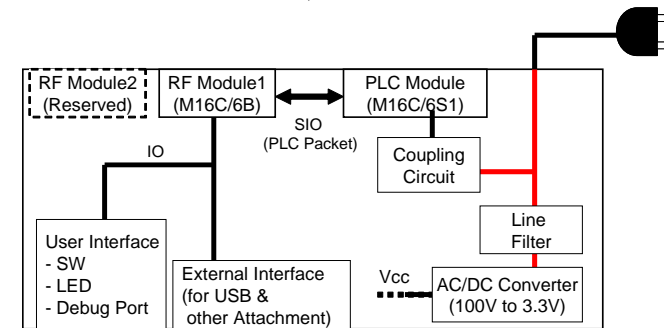 RF Module2
(Reserved)
RF Module1
(M16C/6B)
SIO
(PLC Packet)
PLC Module
(M16C/6S1)
IO
Coupling
Circuit
Line
Filter
User Interface
- SW
- LED
- Debug Port
External Interface
(for USB &
other Attachment)
Vcc
AC/DC Converter
(100V to 3.3V)